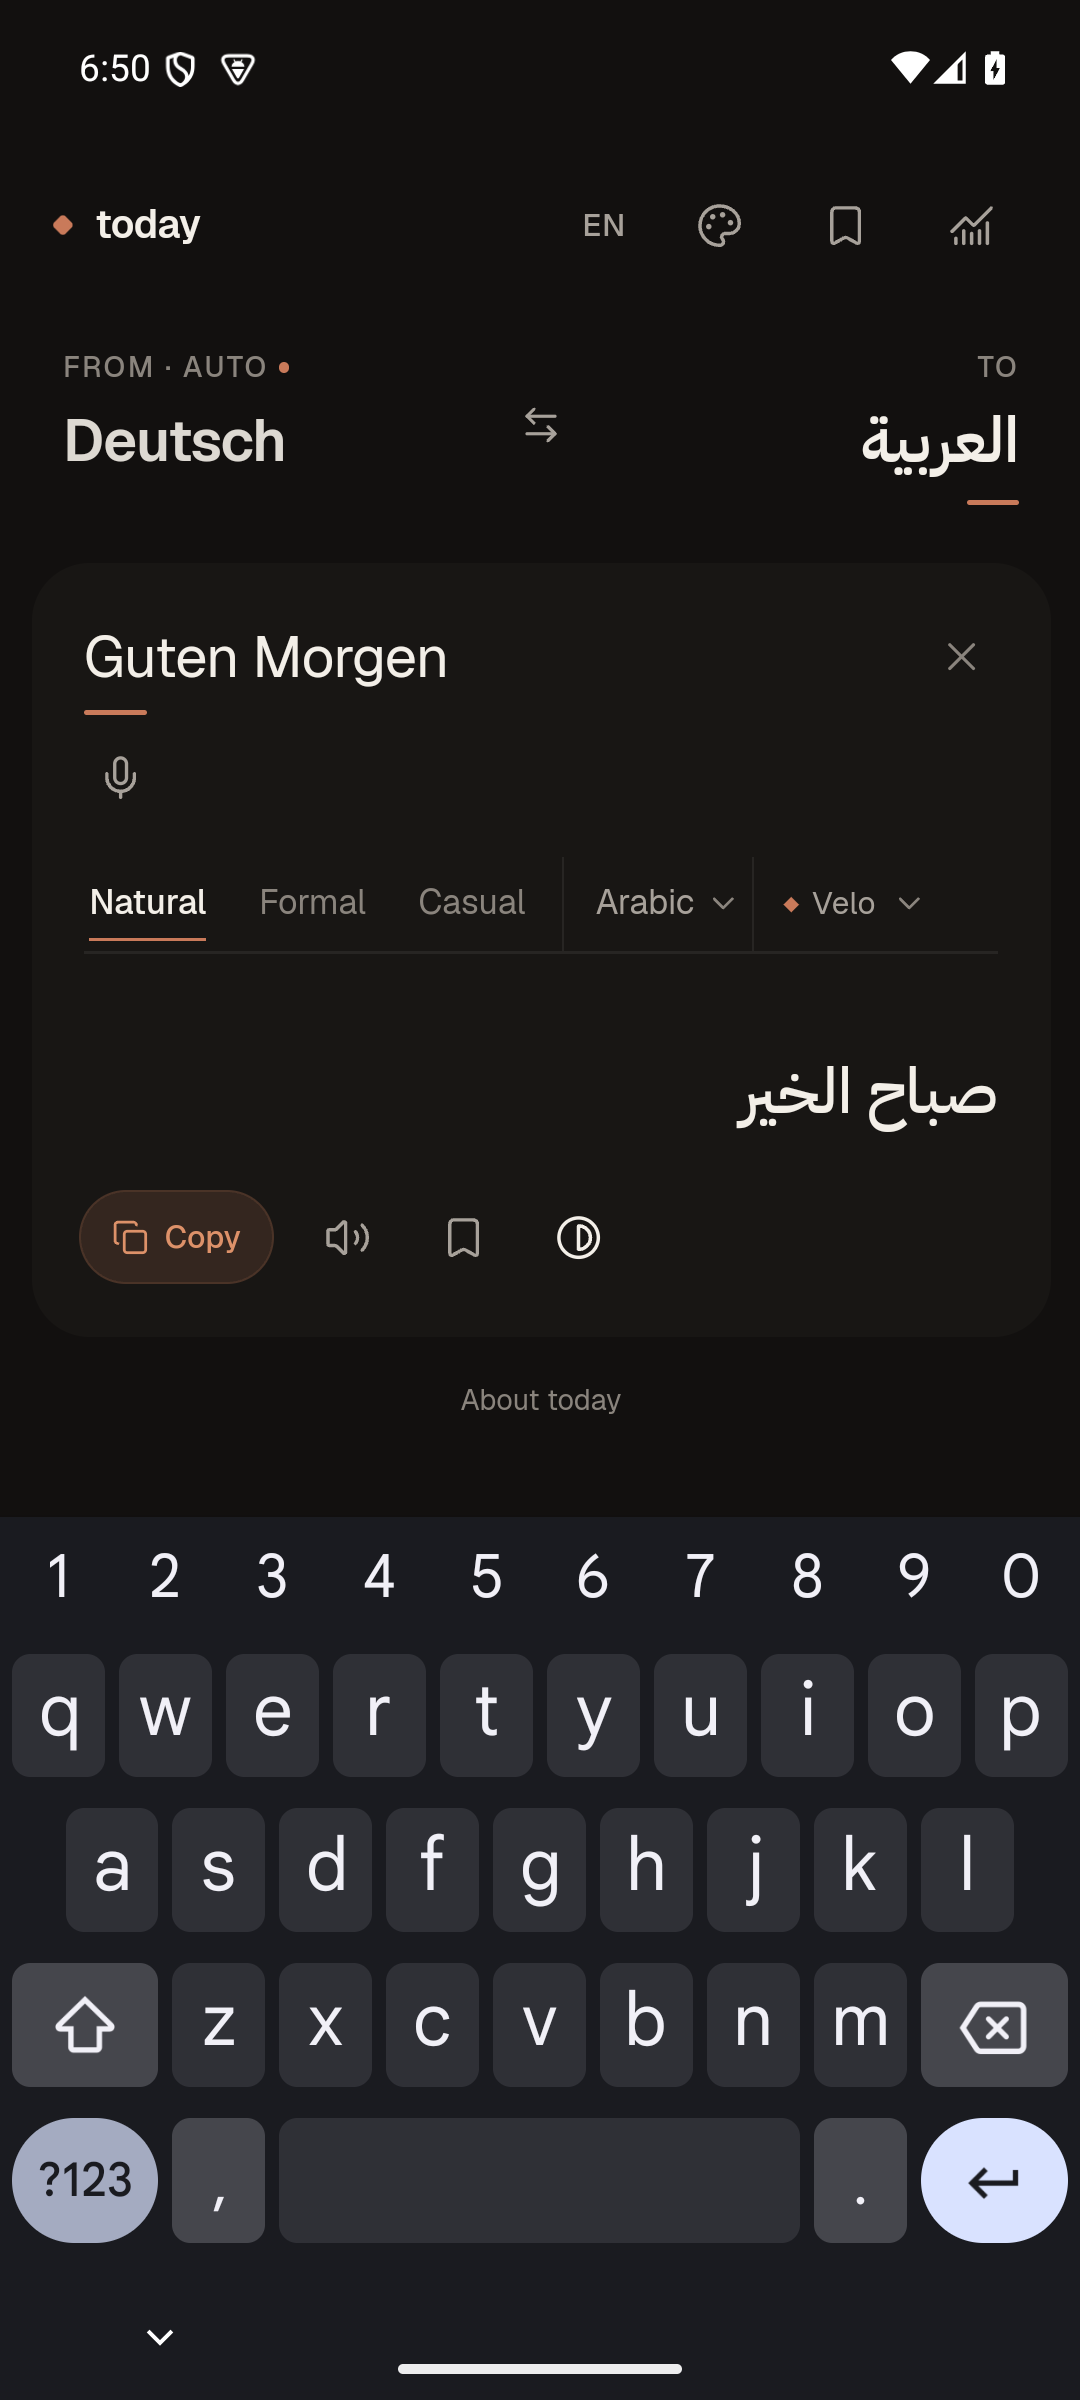 6:50
today
EN
FROM · AUTO
TO
Deutsch
العربية
Guten Morgen
Natural Formal Casual Arabic Velo
صباح الخير
Copy
About today
1 2 3 4 5 6 7 8 9 0
q w e r t y u i o p
a s d f g h j k l
z x c v b n m
?123 , .